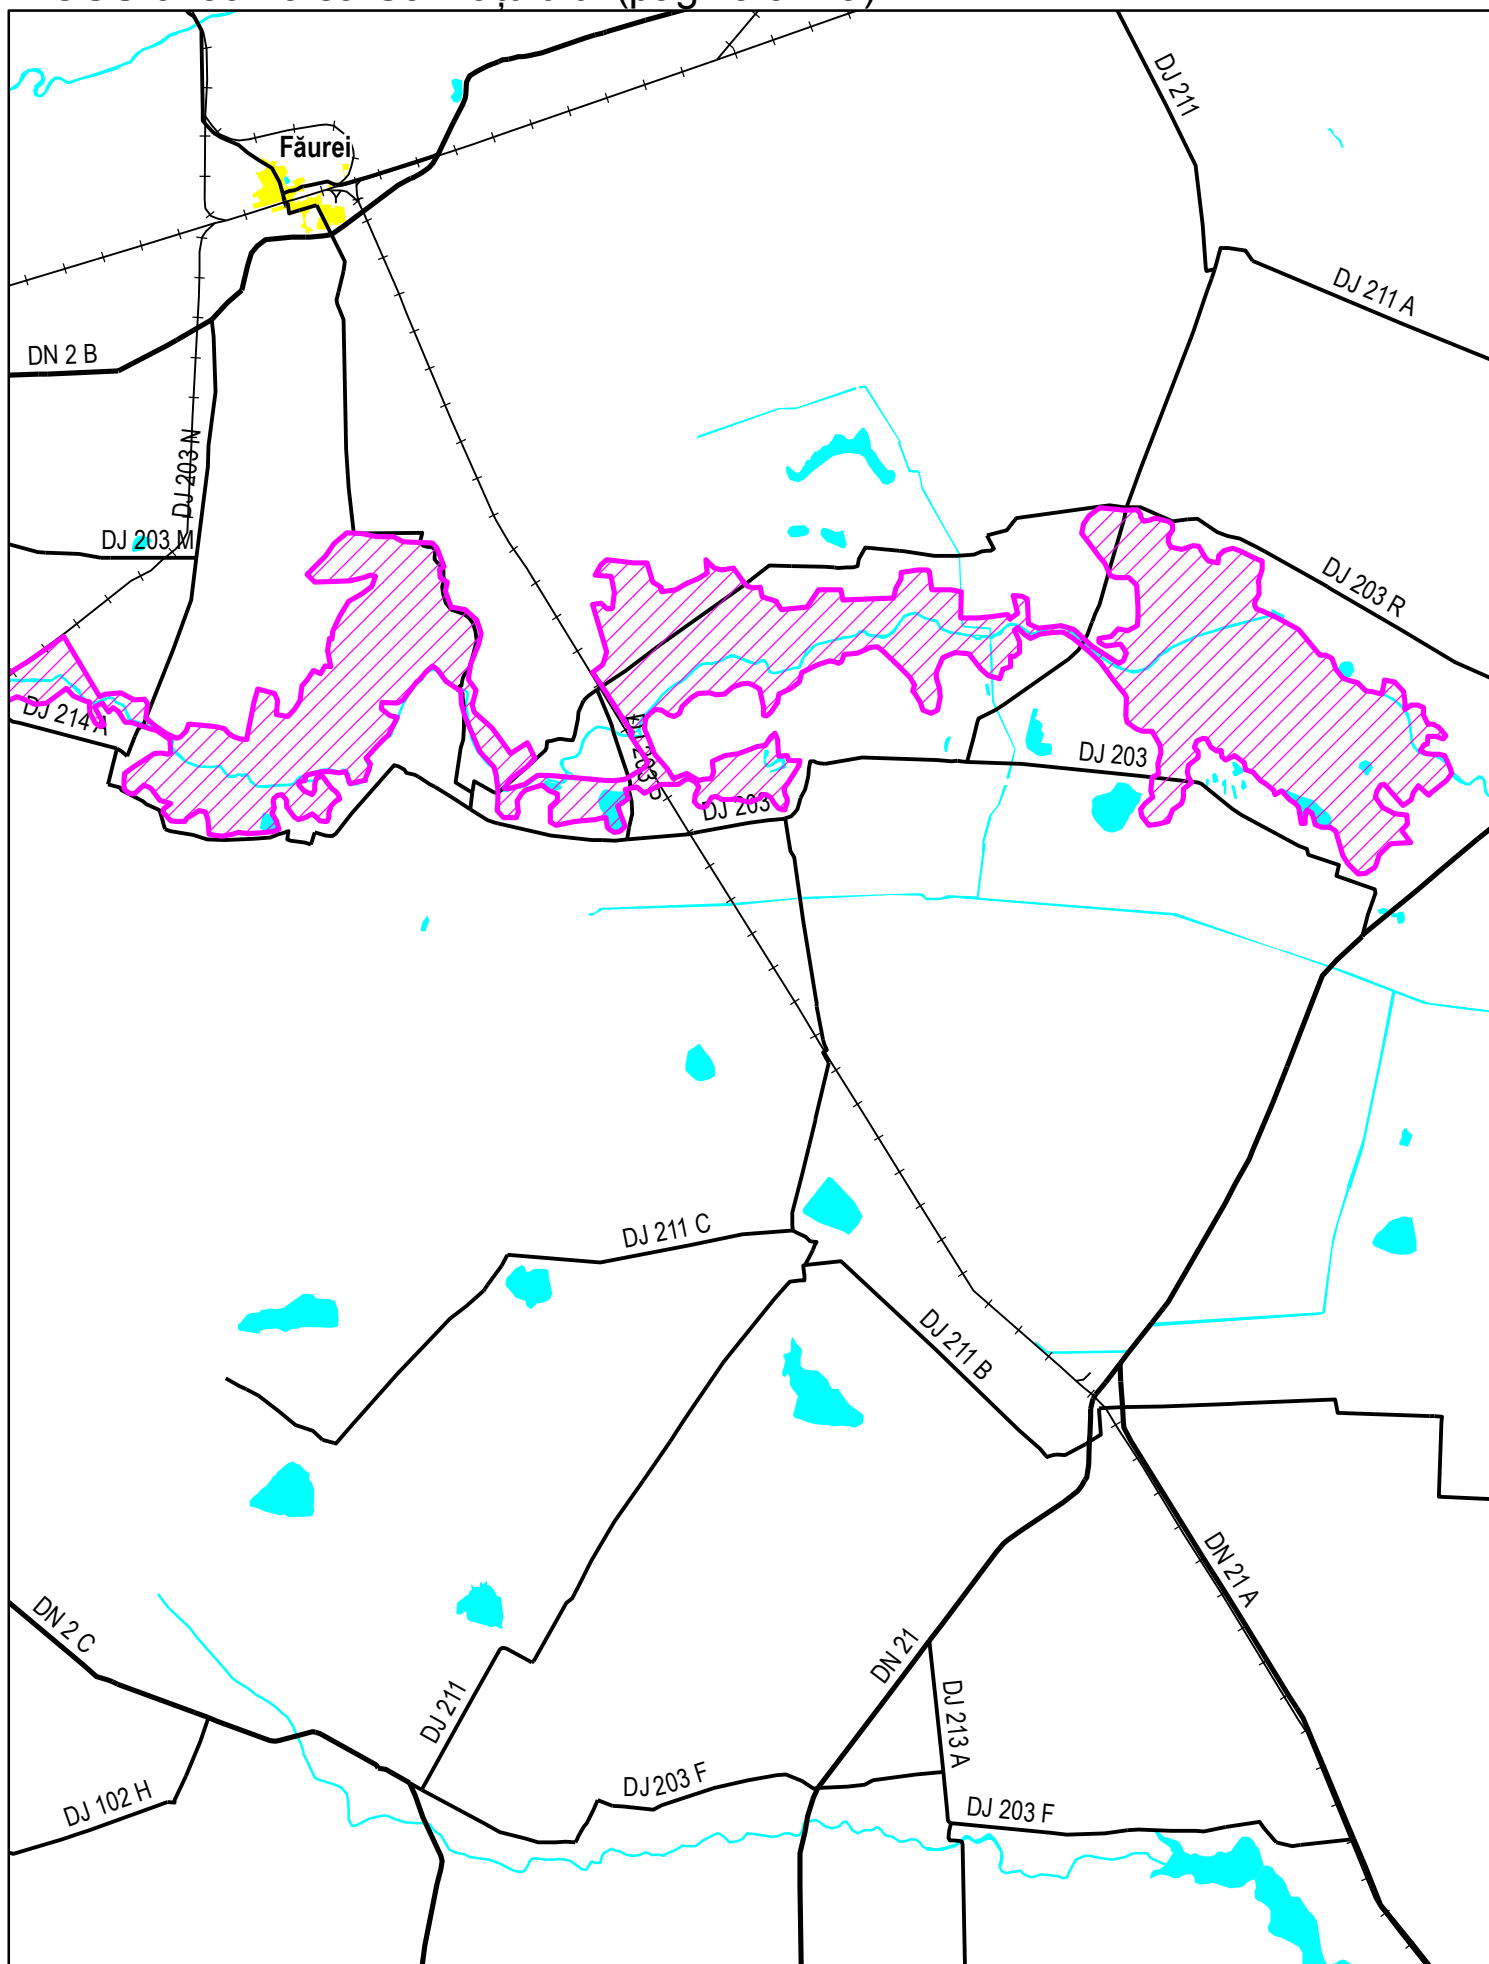 DJ 211
Făurei
DJ 211 A
DN 2 B
DJ 203 N
DJ 203 M
DJ 203 R
DJ 214 A
DJ 203
DJ 203
DJ 211 C
DJ 211 B
DN 21 A
DN 2 C
DN 21
DJ 211
DJ 213 A
DJ 203 F
DJ 102 H
DJ 203 F